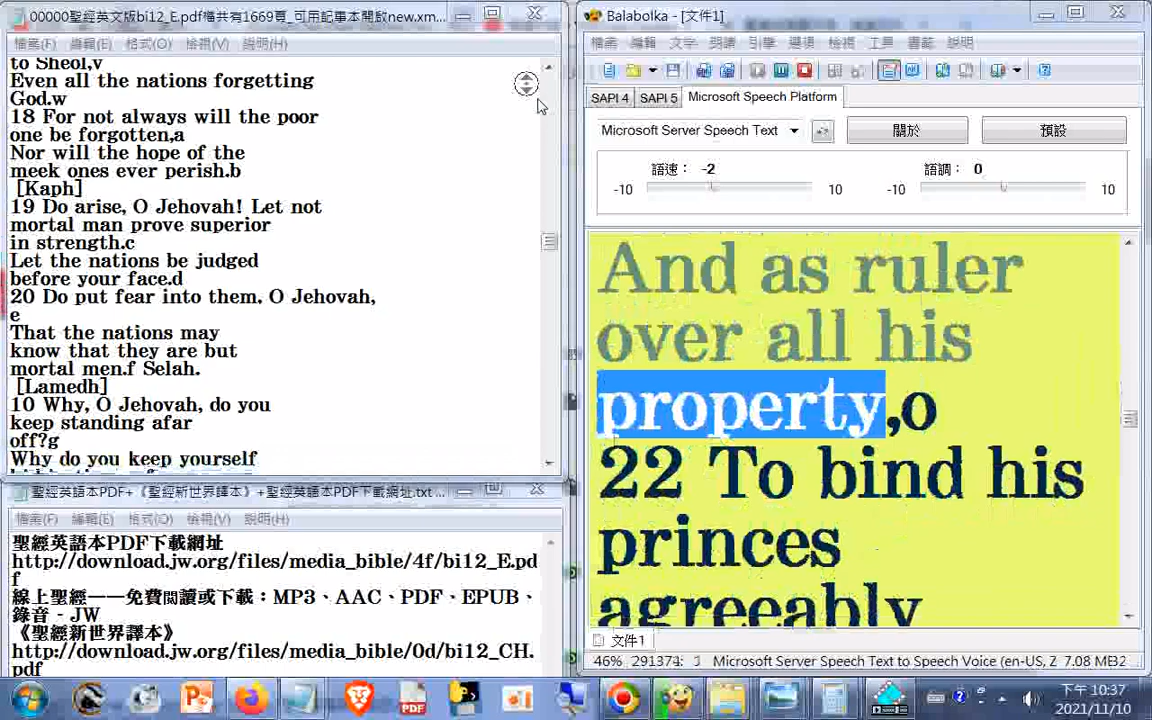 00000聖經英文版bi12_E.pdf檔共有1669頁_可用記事本開啟new.xm...
檔案(F) 編輯(E) 格式(O) 檢視(V) 說明(H)
to Sheol,v
Even all the nations forgetting
God.w
18 For not always will the poor
one be forgotten,a
Nor will the hope of the
meek ones ever perish.b
[Kaph]
19 Do arise, O Jehovah! Let not
mortal man prove superior
in strength.c
Let the nations be judged
before your face.d
20 Do put fear into them, O Jehovah,
e
That the nations may
know that they are but
mortal men.f Selah.
[Lamedh]
10 Why, O Jehovah, do you
keep standing afar
off?g
Why do you keep yourself
聖經英語本PDF+《聖經新世界譯本》+聖經英語本PDF下載網址.txt ...
檔案(F) 編輯(E) 格式(O) 檢視(V) 說明(H)
聖經英語本PDF下載網址
http://download.jw.org/files/media_bible/4f/bi12_E.pd
f
線上聖經——免費閱讀或下載：MP3、AAC、PDF、EPUB、
錄音 - JW
《聖經新世界譯本》
http://download.jw.org/files/media_bible/0d/bi12_CH.
pdf
Balabolka - [文件1]
檔案 編輯 文字 朗讀 引擎 選項 檢視 工具 書籤 說明
SAPI 4 SAPI 5 Microsoft Speech Platform
Microsoft Server Speech Text 關於 預設
語速： -2 語調： 0
-10 10 -10 10
And as ruler
over all his
property,o
22 To bind his
princes
agreeably
文件1
46% 291374: 1 Microsoft Server Speech Text to Speech Voice (en-US, Z 7.08 MB
下午 10:37
2021/11/10